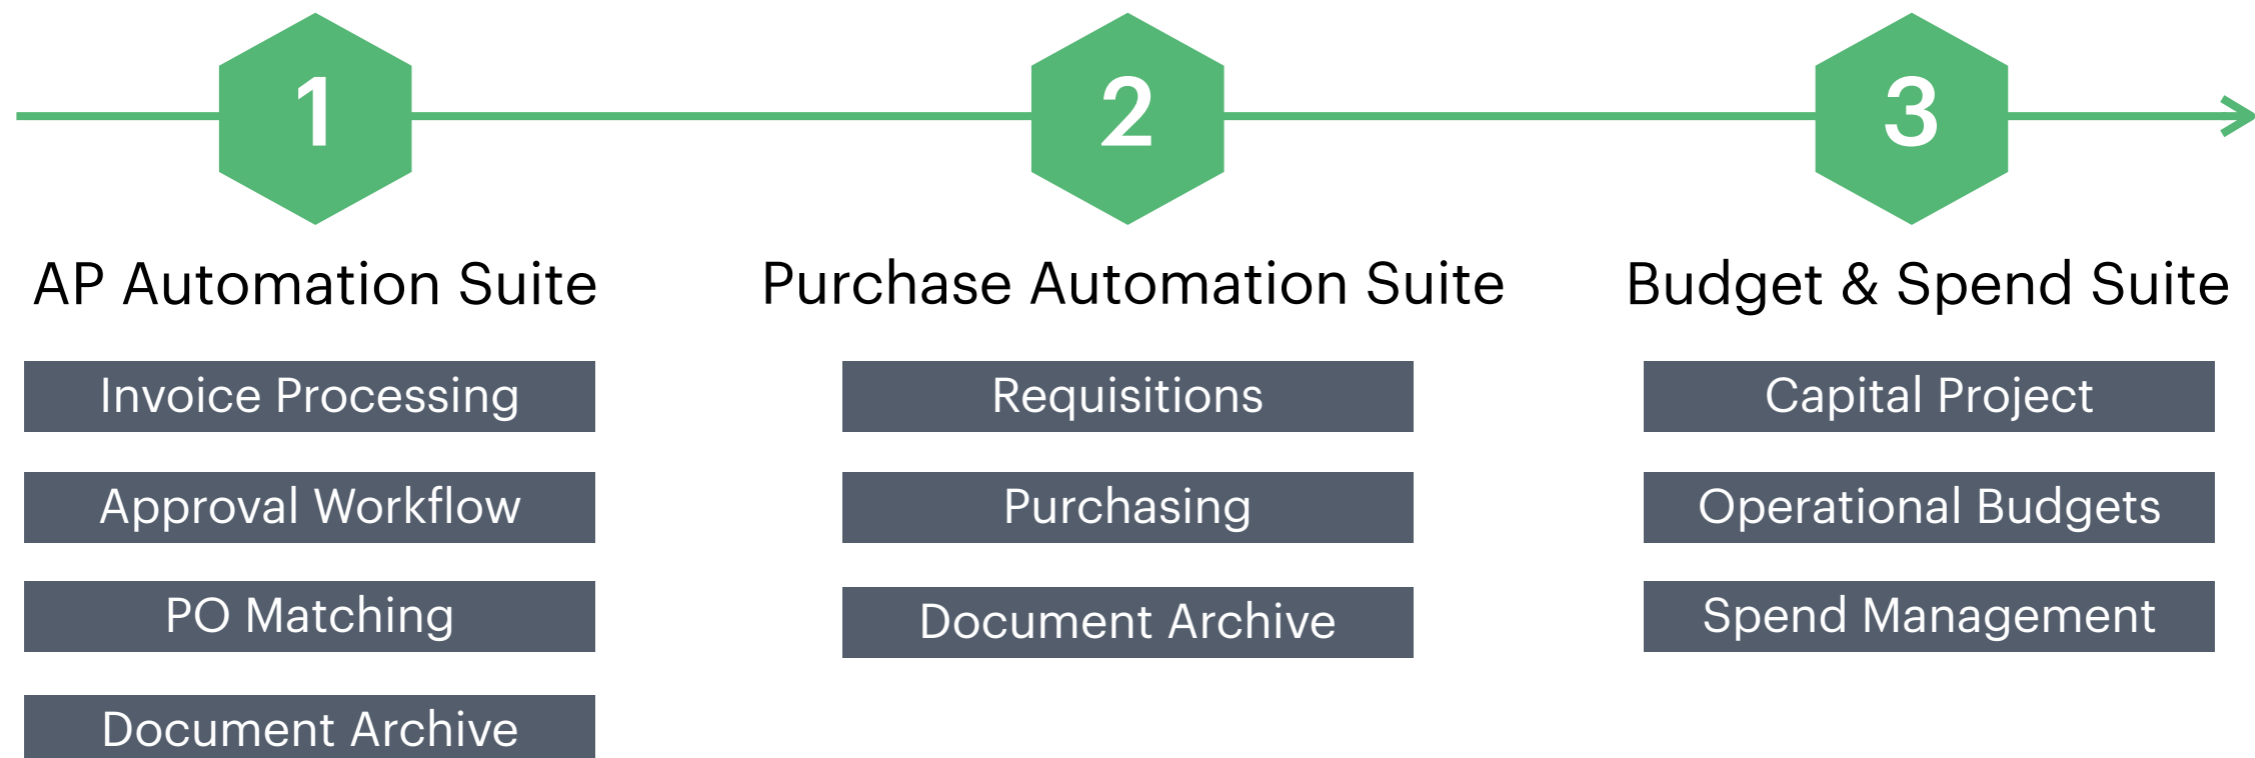 1
2
3
AP Automation Suite
Purchase Automation Suite
Budget & Spend Suite
Invoice Processing
Requisitions
Capital Project
Approval Workflow
Purchasing
Operational Budgets
PO Matching
Document Archive
Spend Management
Document Archive